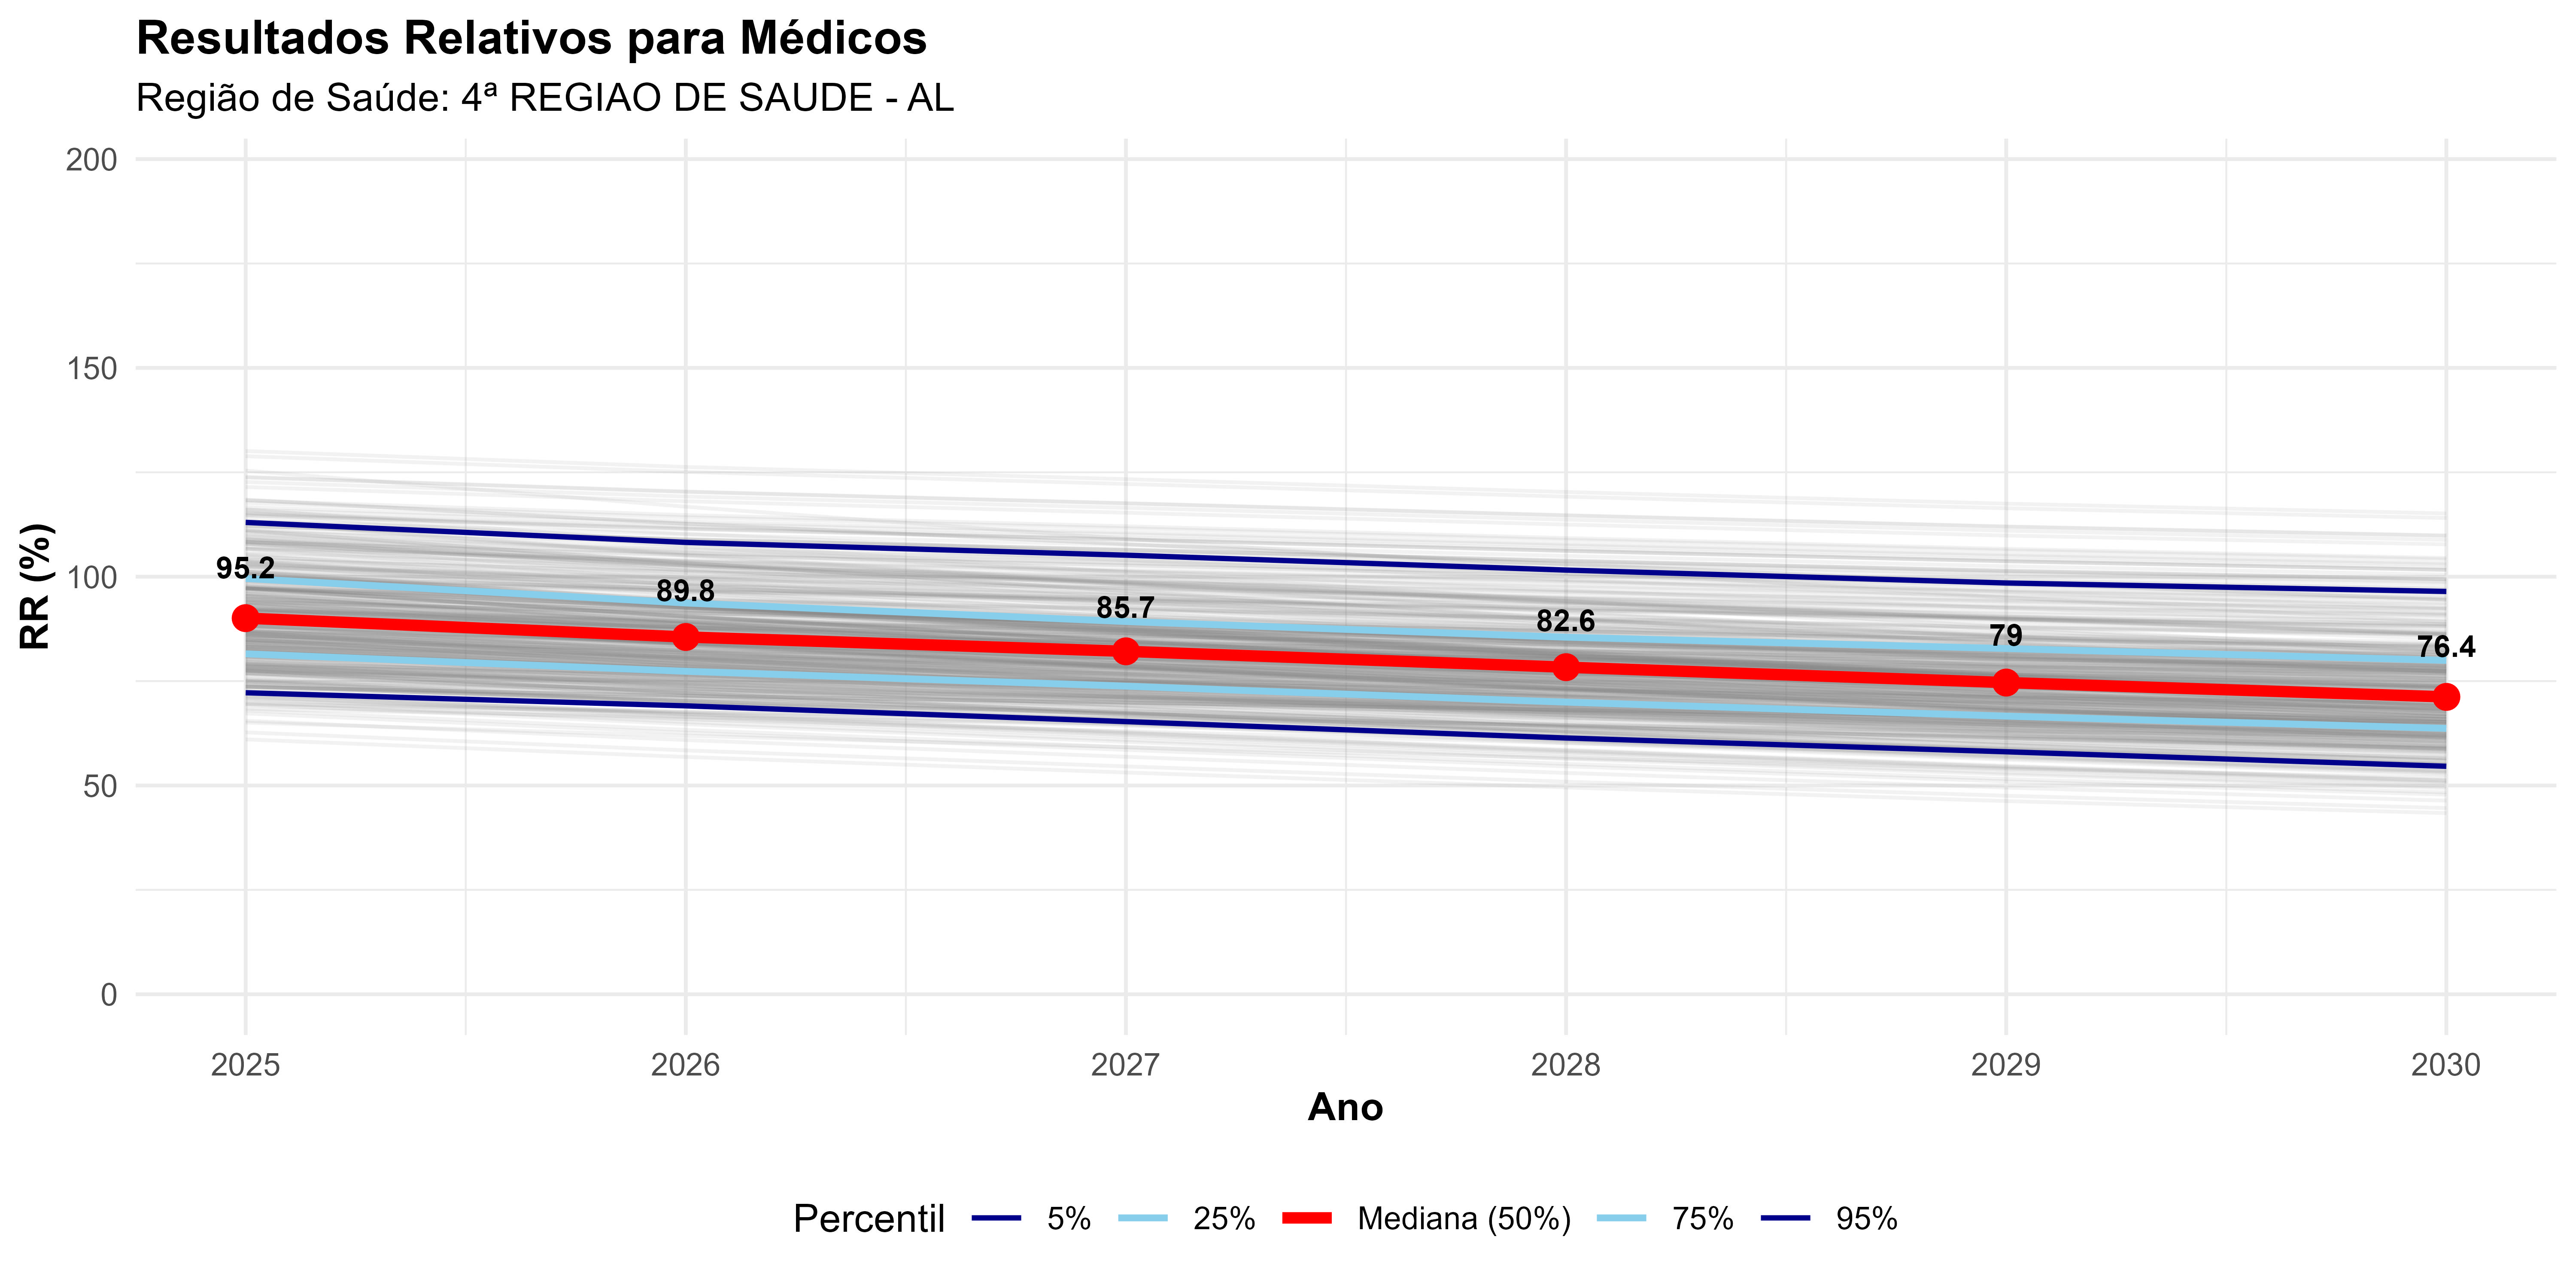 Resultados Relativos para Médicos
Região de Saúde: 4ª REGIAO DE SAUDE - AL
RR (%)
200
150
100
50
0
95.2
89.8
85.7
82.6
79
76.4
2025 2026 2027 2028 2029 2030
Ano
Percentil 5% 25% Mediana (50%) 75% 95%